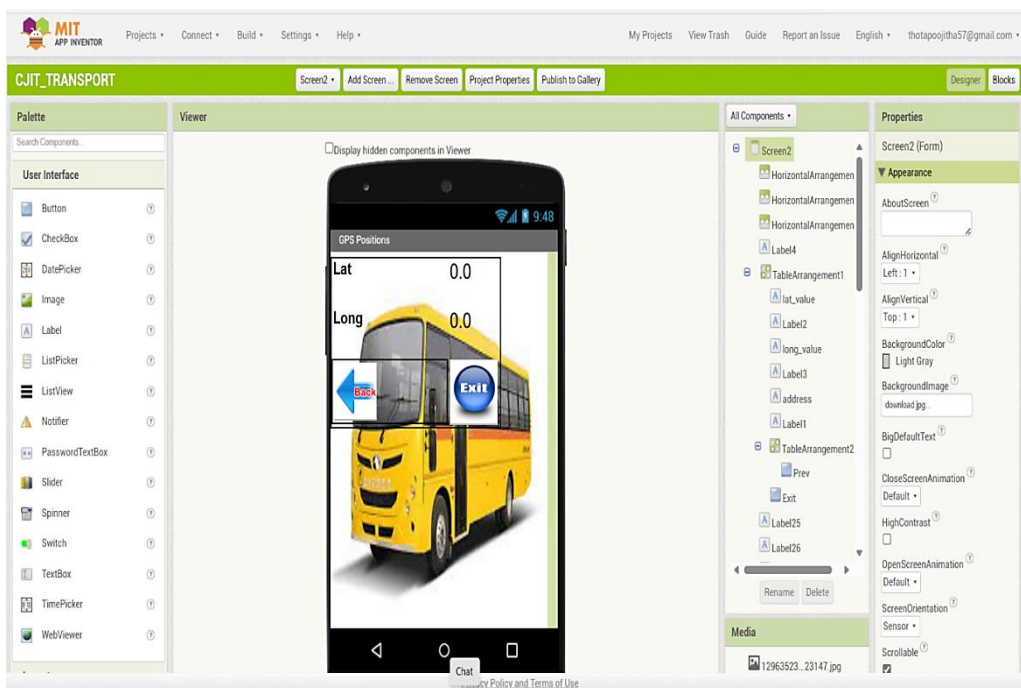 MIT
APP INVENTOR
Projects
Connect
Build
Settings
Help
My Projects
View Trash
Guide
Report an Issue
English
thotapoojitha57@gmail.com
CJIT_TRANSPORT
Screen2
Add Screen ...
Remove Screen
Project Properties
Publish to Gallery
Designer
Blocks
Palette
Search Components...
User Interface
Button
CheckBox
DatePicker
Image
Label
ListPicker
ListView
Notifier
PasswordTextBox
Slider
Spinner
Switch
TextBox
TimePicker
WebViewer
Viewer
Display hidden components in Viewer
9:48
GPS Positions
Lat 0.0
Long 0.0
Back
Exit
Chat
Privacy Policy and Terms of Use
All Components
Screen2
HorizontalArrangemen
HorizontalArrangemen
HorizontalArrangemen
Label4
TableArrangement1
lat_value
Label2
long_value
Label3
address
Label1
TableArrangement2
Prev
Exit
Label25
Label26
Rename
Delete
Media
12963523...23147.jpg
Properties
Screen2 (Form)
Appearance
AboutScreen
AlignHorizontal
Left : 1
AlignVertical
Top : 1
BackgroundColor
Light Gray
BackgroundImage
download.jpg...
BigDefaultText
CloseScreenAnimation
Default
HighContrast
OpenScreenAnimation
Default
ScreenOrientation
Sensor
Scrollable